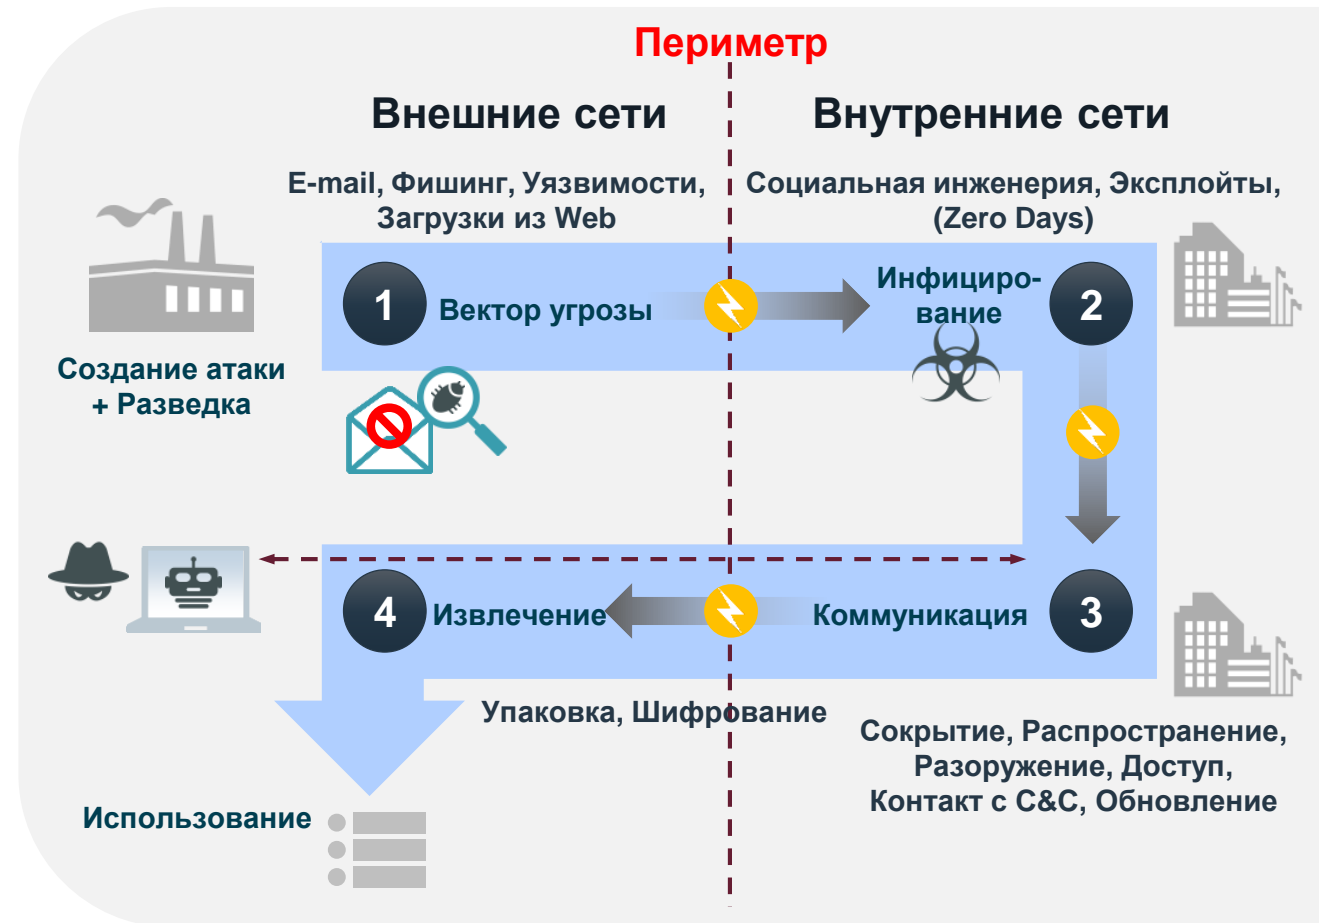 Периметр
Внешние сети
Внутренние сети
E-mail, Фишинг, Уязвимости,
Загрузки из Web
Социальная инженерия, Эксплойты,
(Zero Days)
1
Вектор угрозы
Инфициро-
вание
2
Создание атаки
+ Разведка
4
Извлечение
Коммуникация
3
Упаковка, Шифрование
Сокрытие, Распространение,
Разоружение, Доступ,
Контакт с C&C, Обновление
Использование